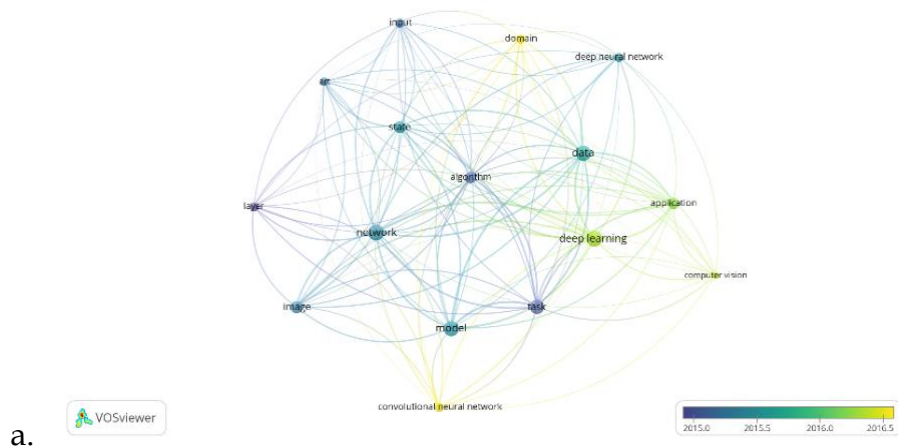 input
domain
deep neural network
art
state
data
algorithm
layer
application
network
deep learning
computer vision
image
task
model
convolutional neural network
a.
VOSviewer
2015.0 2015.5 2016.0 2016.5